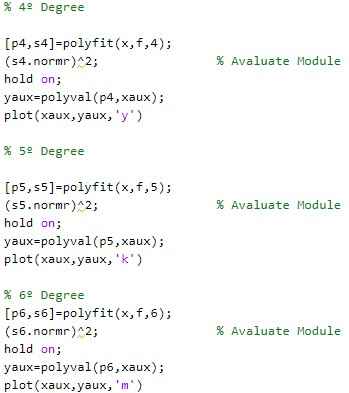 % 4º Degree
[p4,s4]=polyfit(x,f,4);
(s4.normr)^2; % Avaluate Module
hold on;
yaux=polyval(p4,xaux);
plot(xaux,yaux,'y')
% 5º Degree
[p5,s5]=polyfit(x,f,5);
(s5.normr)^2; % Avaluate Module
hold on;
yaux=polyval(p5,xaux);
plot(xaux,yaux,'k')
% 6º Degree
[p6,s6]=polyfit(x,f,6);
(s6.normr)^2; % Avaluate Module
hold on;
yaux=polyval(p6,xaux);
plot(xaux,yaux,'m')